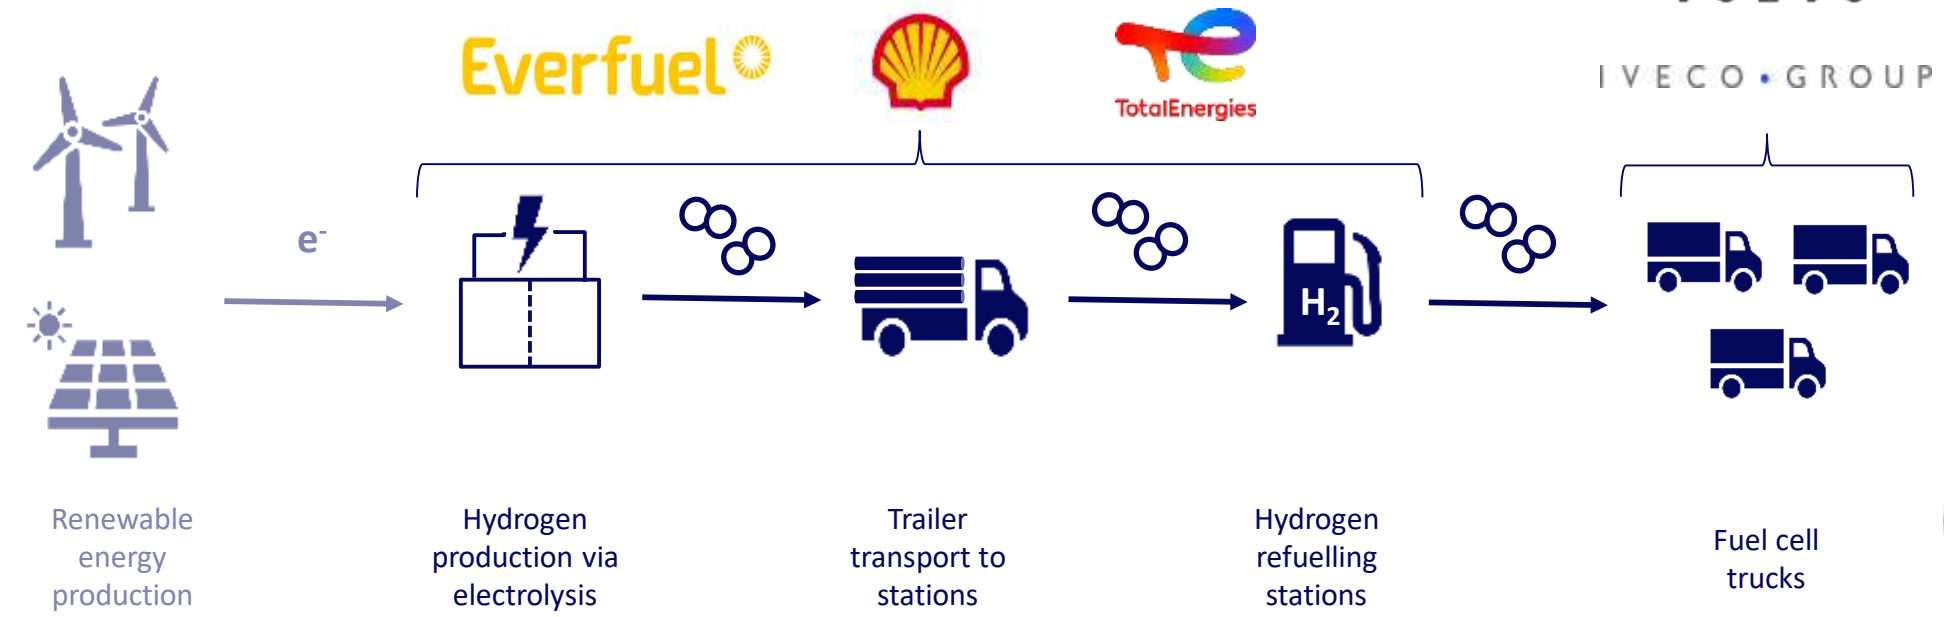 Everfuel
TotalEnergies
IVECO • GROUP
e-
H2
Renewable
energy
production
Hydrogen
production via
electrolysis
Trailer
transport to
stations
Hydrogen
refuelling
stations
Fuel cell
trucks